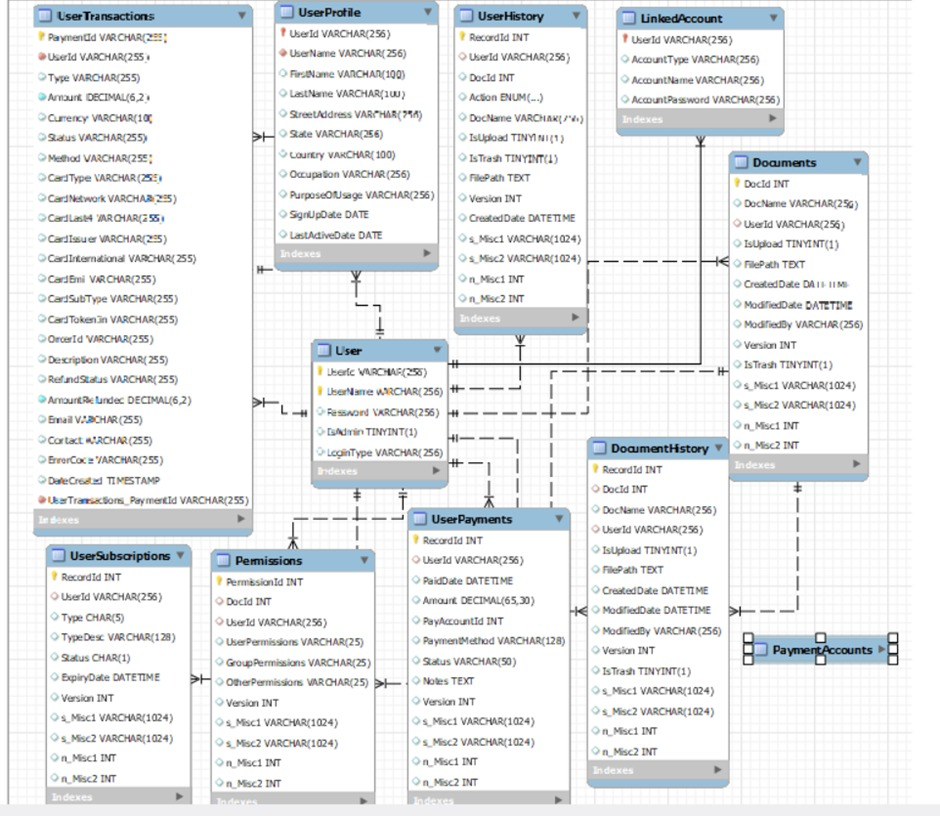 UserTransactions
PaymentId VARCHAR(255)
UserId VARCHAR(255)
Type VARCHAR(255)
Amount DECIMAL(6,2)
Currency VARCHAR(10)
Status VARCHAR(255)
Method VARCHAR(255)
CardType VARCHAR(255)
CardNetwork VARCHAR(255)
CardLast4 VARCHAR(255)
CardIssuer VARCHAR(255)
CardInternational VARCHAR(255)
CardEmi VARCHAR(255)
CardSubType VARCHAR(255)
CardTokenIin VARCHAR(255)
OrderId VARCHAR(255)
Description VARCHAR(255)
RefundStatus VARCHAR(255)
AmountRefunded DECIMAL(6,2)
Email VARCHAR(255)
Contact VARCHAR(255)
ErrorCode VARCHAR(255)
DateCreated TIMESTAMP
UserTransactions_PaymentId VARCHAR(255)
Indexes
UserProfile
UserId VARCHAR(256)
UserName VARCHAR(256)
FirstName VARCHAR(100)
LastName VARCHAR(100)
StreetAddress VARCHAR(256)
State VARCHAR(256)
Country VARCHAR(100)
Occupation VARCHAR(256)
PurposeOfUsage VARCHAR(256)
SignUpDate DATE
LastActiveDate DATE
Indexes
UserHistory
RecordId INT
UserId VARCHAR(256)
DocId INT
Action ENUM(...)
DocName VARCHAR(256)
IsUpload TINYINT(1)
IsTrash TINYINT(1)
FilePath TEXT
Version INT
CreatedDate DATETIME
s_Misc1 VARCHAR(1024)
s_Misc2 VARCHAR(1024)
n_Misc1 INT
n_Misc2 INT
Indexes
LinkedAccount
UserId VARCHAR(256)
AccountType VARCHAR(256)
AccountName VARCHAR(256)
AccountPassword VARCHAR(256)
Indexes
Documents
DocId INT
DocName VARCHAR(256)
UserId VARCHAR(256)
IsUpload TINYINT(1)
FilePath TEXT
CreatedDate DATETIME
ModifiedDate DATETIME
ModifiedBy VARCHAR(256)
Version INT
IsTrash TINYINT(1)
s_Misc1 VARCHAR(1024)
s_Misc2 VARCHAR(1024)
n_Misc1 INT
n_Misc2 INT
Indexes
User
UserId VARCHAR(256)
UserName VARCHAR(256)
Password VARCHAR(256)
IsAdmin TINYINT(1)
LoginType VARCHAR(256)
Indexes
UserSubscriptions
RecordId INT
UserId VARCHAR(256)
Type CHAR(5)
TypeDesc VARCHAR(128)
Status CHAR(1)
ExpiryDate DATETIME
Version INT
s_Misc1 VARCHAR(1024)
s_Misc2 VARCHAR(1024)
n_Misc1 INT
n_Misc2 INT
Indexes
Permissions
PermissionId INT
DocId INT
UserId VARCHAR(256)
UserPermissions VARCHAR(25)
GroupPermissions VARCHAR(25)
OtherPermissions VARCHAR(25)
Version INT
s_Misc1 VARCHAR(1024)
s_Misc2 VARCHAR(1024)
n_Misc1 INT
n_Misc2 INT
Indexes
UserPayments
RecordId INT
UserId VARCHAR(256)
PaidDate DATETIME
Amount DECIMAL(65,30)
PayAccountId INT
PaymentMethod VARCHAR(128)
Status VARCHAR(50)
Notes TEXT
Version INT
s_Misc1 VARCHAR(1024)
s_Misc2 VARCHAR(1024)
n_Misc1 INT
n_Misc2 INT
Indexes
DocumentHistory
RecordId INT
DocId INT
DocName VARCHAR(256)
UserId VARCHAR(256)
IsUpload TINYINT(1)
FilePath TEXT
CreatedDate DATETIME
ModifiedDate DATETIME
ModifiedBy VARCHAR(256)
Version INT
IsTrash TINYINT(1)
s_Misc1 VARCHAR(1024)
s_Misc2 VARCHAR(1024)
n_Misc1 INT
n_Misc2 INT
Indexes
PaymentAccounts